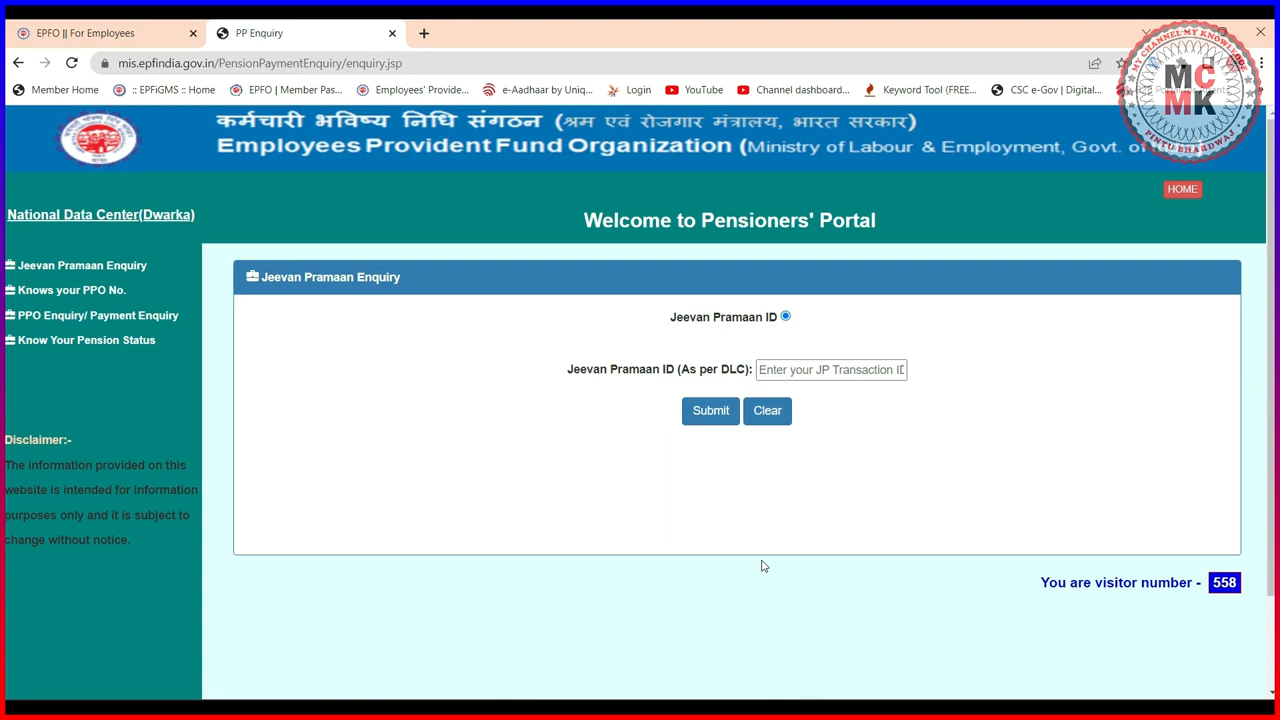 EPFO || For Employees
PP Enquiry
mis.epfindia.gov.in/PensionPaymentEnquiry/enquiry.jsp
Member Home
:: EPFiGMS :: Home
EPFO | Member Pas...
Employees' Provide...
e-Aadhaar by Uniq...
Login
YouTube
Channel dashboard...
Keyword Tool (FREE...
CSC e-Gov | Digital...
MY CHANNEL MY KNOWLEDGE
MC
MK
PINTU BHARDWAJ
कर्मचारी भविष्य निधि संगठन (श्रम एवं रोजगार मंत्रालय, भारत सरकार)
Employees Provident Fund Organization (Ministry of Labour & Employment, Govt. of
HOME
National Data Center(Dwarka)
Welcome to Pensioners' Portal
Jeevan Pramaan Enquiry
Knows your PPO No.
PPO Enquiry/ Payment Enquiry
Know Your Pension Status
Disclaimer:-
The information provided on this
website is intended for information
purposes only and it is subject to
change without notice.
Jeevan Pramaan Enquiry
Jeevan Pramaan ID
Jeevan Pramaan ID (As per DLC):
Enter your JP Transaction ID
Submit
Clear
You are visitor number - 558